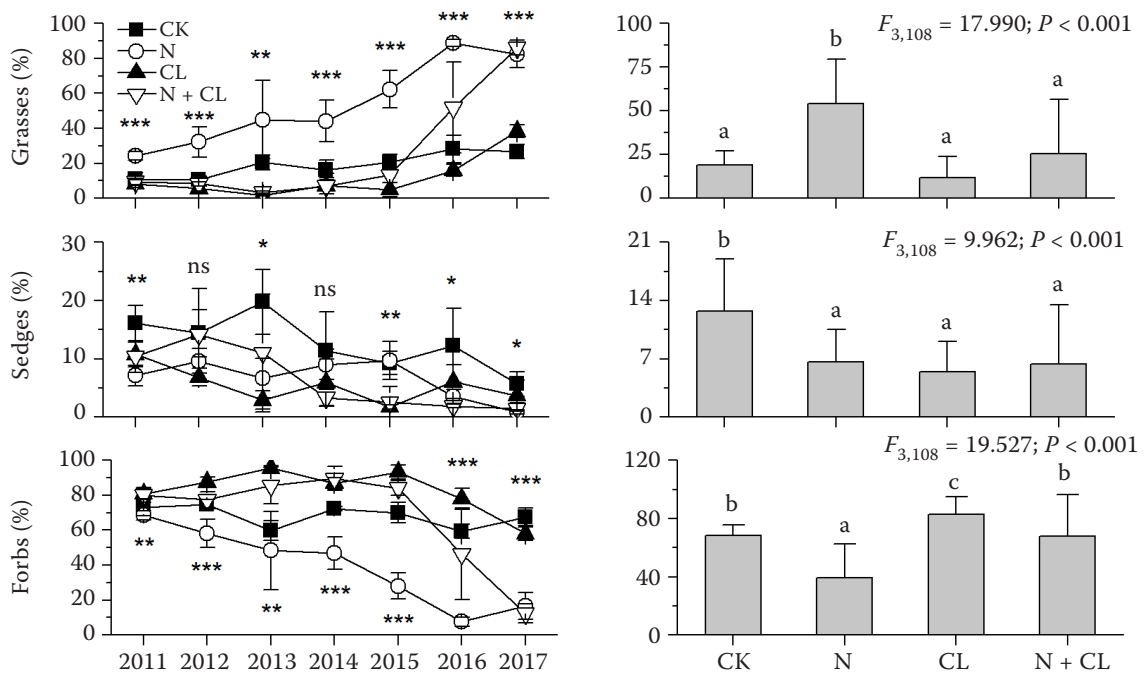 Grasses (%)
100
80
60
40
20
0
CK
N
CL
N + CL
***
***
**
***
***
***
***
100
75
50
25
0
F3,108 = 17.990; P < 0.001
a
b
a
a
Sedges (%)
30
20
10
0
**
ns
*
ns
**
*
*
21
14
7
0
F3,108 = 9.962; P < 0.001
b
a
a
a
Forbs (%)
100
80
60
40
20
0
**
***
**
***
***
***
***
2011 2012 2013 2014 2015 2016 2017
120
80
40
0
F3,108 = 19.527; P < 0.001
b
a
c
b
CK N CL N + CL